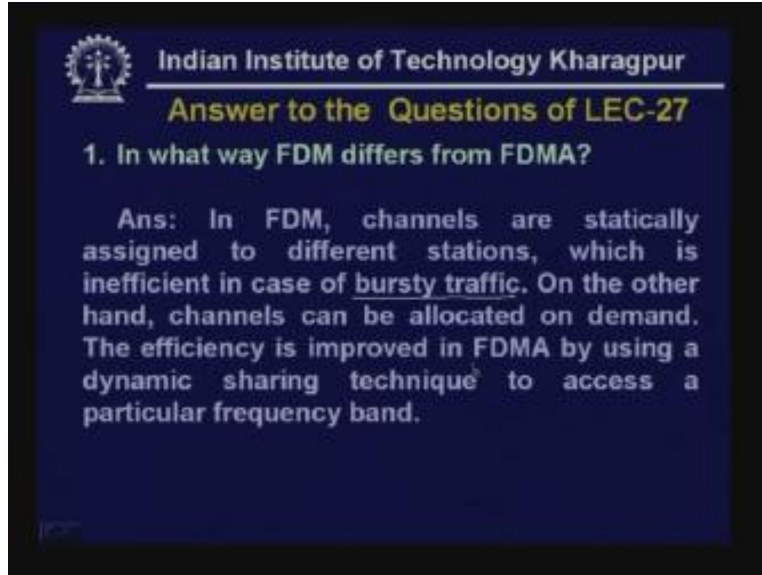 Indian Institute of Technology Kharagpur
Answer to the Questions of LEC-27
1. In what way FDM differs from FDMA?
Ans: In FDM, channels are statically
assigned to different stations, which is
inefficient in case of bursty traffic. On the other
hand, channels can be allocated on demand.
The efficiency is improved in FDMA by using a
dynamic sharing technique to access a
particular frequency band.